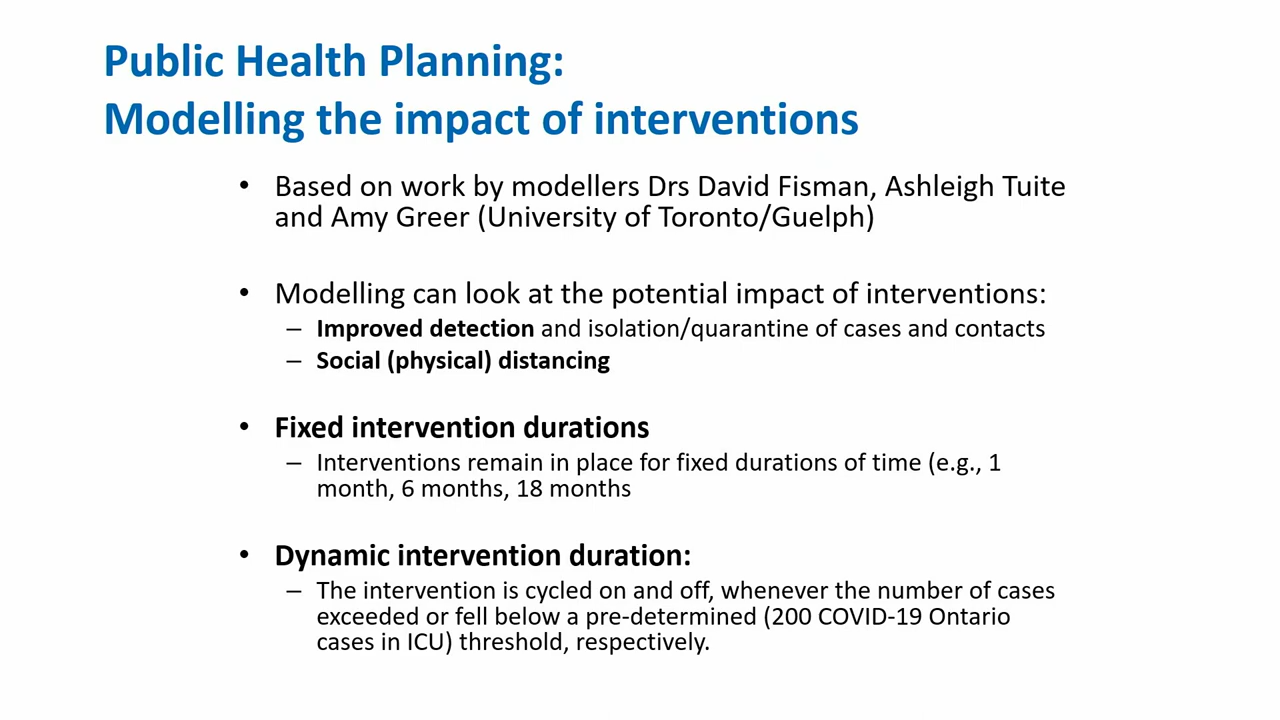 Public Health Planning:
Modelling the impact of interventions
• Based on work by modellers Drs David Fisman, Ashleigh Tuite
and Amy Greer (University of Toronto/Guelph)
• Modelling can look at the potential impact of interventions:
– Improved detection and isolation/quarantine of cases and contacts
– Social (physical) distancing
• Fixed intervention durations
– Interventions remain in place for fixed durations of time (e.g., 1
month, 6 months, 18 months
• Dynamic intervention duration:
– The intervention is cycled on and off, whenever the number of cases
exceeded or fell below a pre-determined (200 COVID-19 Ontario
cases in ICU) threshold, respectively.